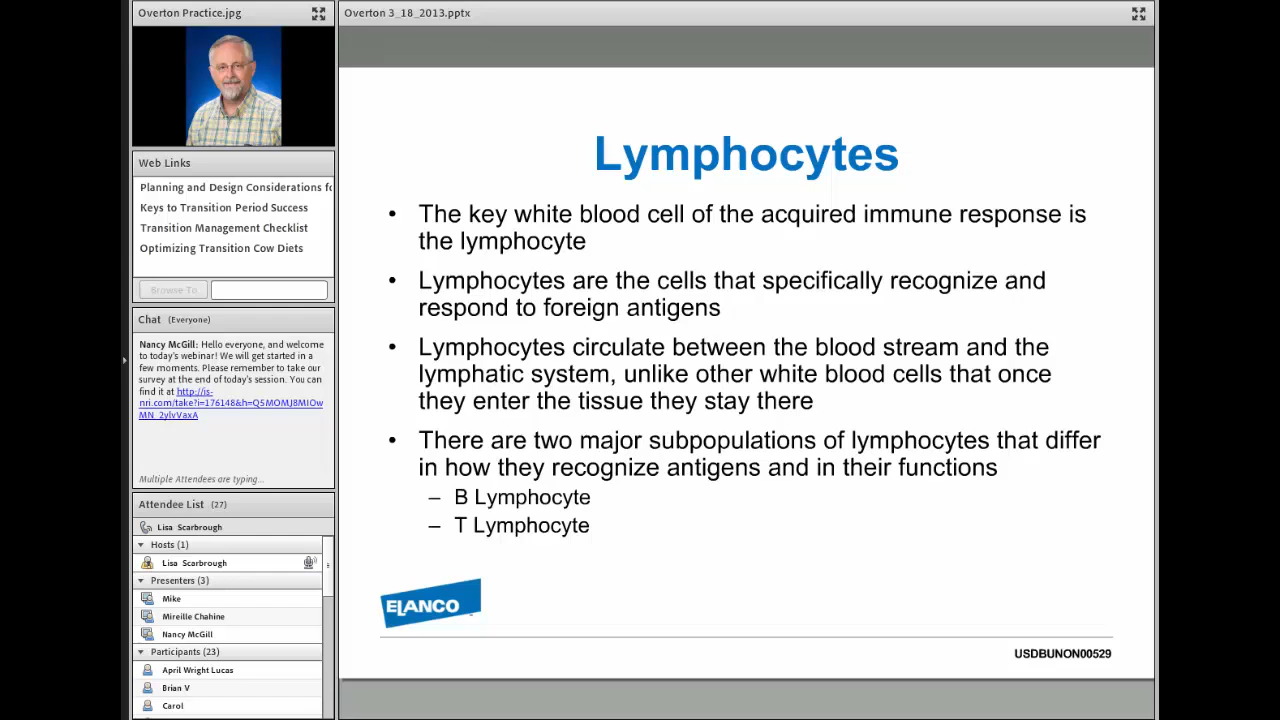 Overton Practice.jpg
Web Links
Planning and Design Considerations fo
Keys to Transition Period Success
Transition Management Checklist
Optimizing Transition Cow Diets
Browse To
Chat (Everyone)
Nancy McGill: Hello everyone, and welcome
to today's webinar! We will get started in a
few moments. Please remember to take our
survey at the end of today's session. You can
find it at http://is-
nri.com/take?i=176148&h=QSMOMJ8MIOw
MN_2ylvVaxA
Multiple Attendees are typing...
Attendee List (27)
Lisa Scarbrough
Hosts (1)
Lisa Scarbrough
Presenters (3)
Mike
Mireille Chahine
Nancy McGill
Participants (23)
April Wright Lucas
Brian V
Carol
Overton 3_18_2013.pptx
Lymphocytes
• The key white blood cell of the acquired immune response is
the lymphocyte
• Lymphocytes are the cells that specifically recognize and
respond to foreign antigens
• Lymphocytes circulate between the blood stream and the
lymphatic system, unlike other white blood cells that once
they enter the tissue they stay there
• There are two major subpopulations of lymphocytes that differ
in how they recognize antigens and in their functions
– B Lymphocyte
– T Lymphocyte
ELANCO
USDBUNON00529